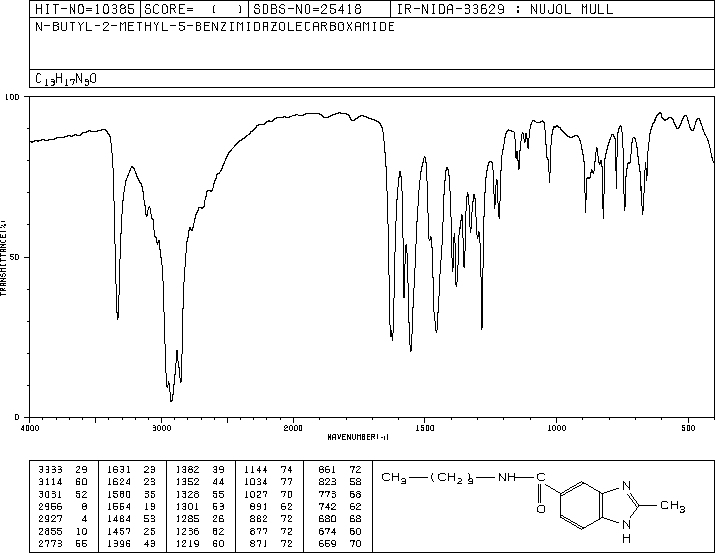 HIT-NO=10385 SCORE= ( ) SDBS-NO=25418 IR-NIDA-33629 : NUJOL MULL
N-BUTYL-2-METHYL-5-BENZIMIDAZOLECARBOXAMIDE
C13H17N3O
100
50
0
TRANSMITTANCE(%)
4000 3000 2000 1500 1000 500
WAVENUMBER(-1)
3333 29 1631 23 1382 39 1144 74 861 72
3114 60 1624 23 1352 44 1034 77 823 58
3031 52 1580 35 1328 55 1027 70 773 68
2956 8 1554 19 1301 53 891 62 742 62
2927 4 1484 53 1285 26 882 72 680 68
2855 10 1457 25 1236 62 877 72 674 60
2773 55 1396 43 1219 60 871 72 659 70
CH3 (CH2)3 NH C
O
N
CH3
N
H